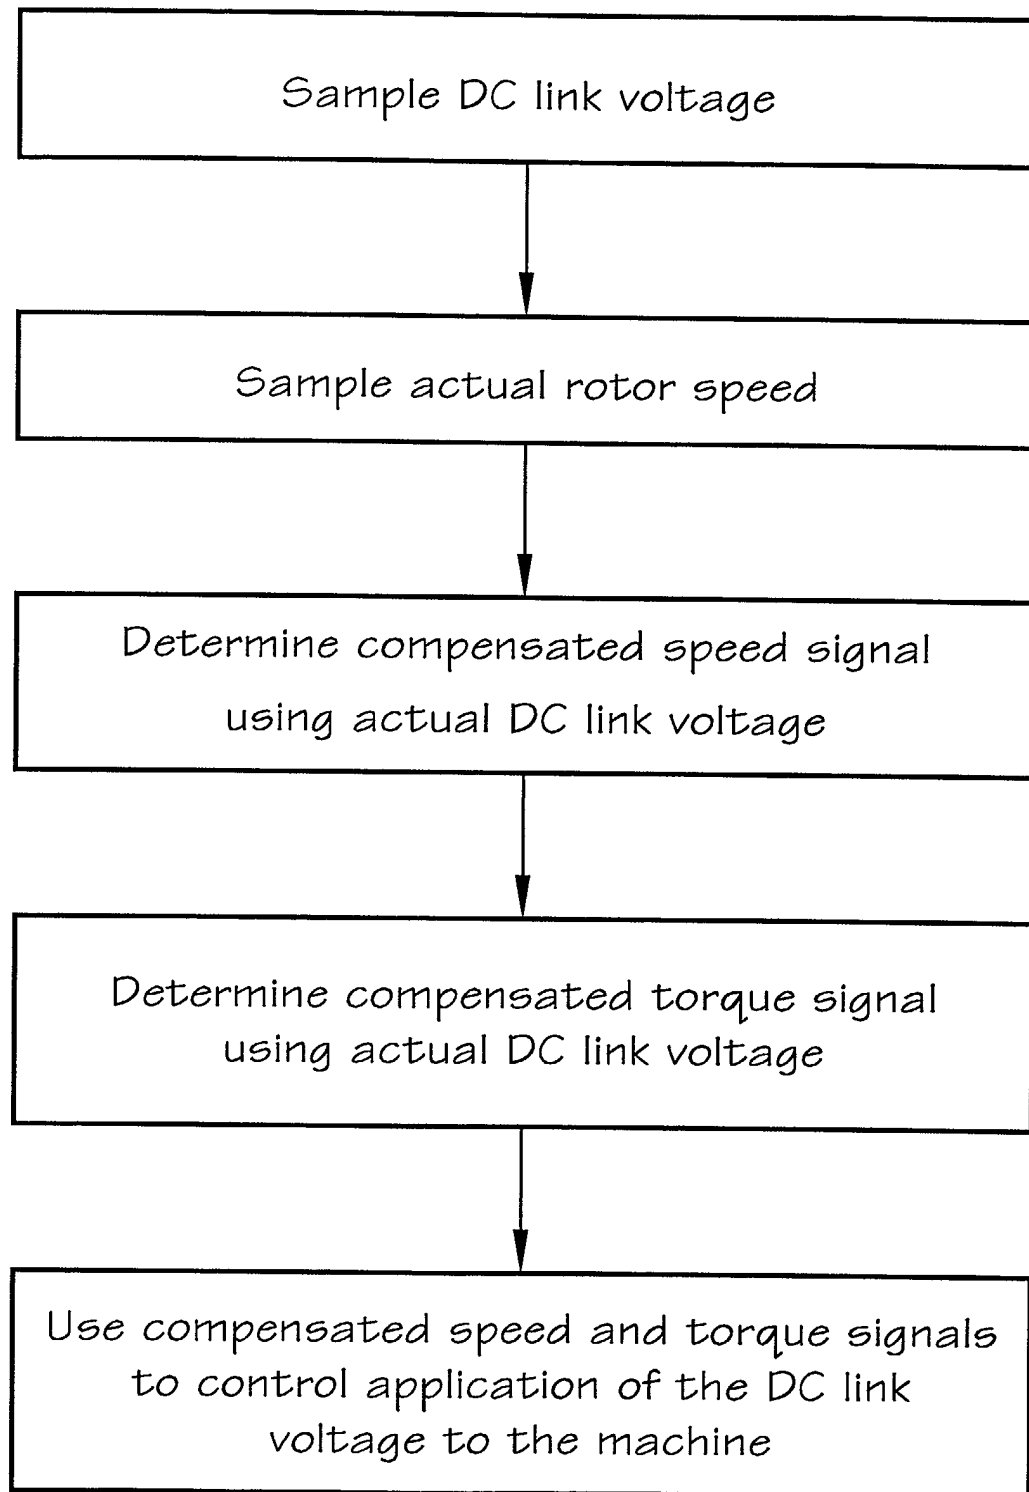 Sample DC link voltage
Sample actual rotor speed
Determine compensated speed signal
using actual DC link voltage
Determine compensated torque signal
using actual DC link voltage
Use compensated speed and torque signals
to control application of the DC link
voltage to the machine